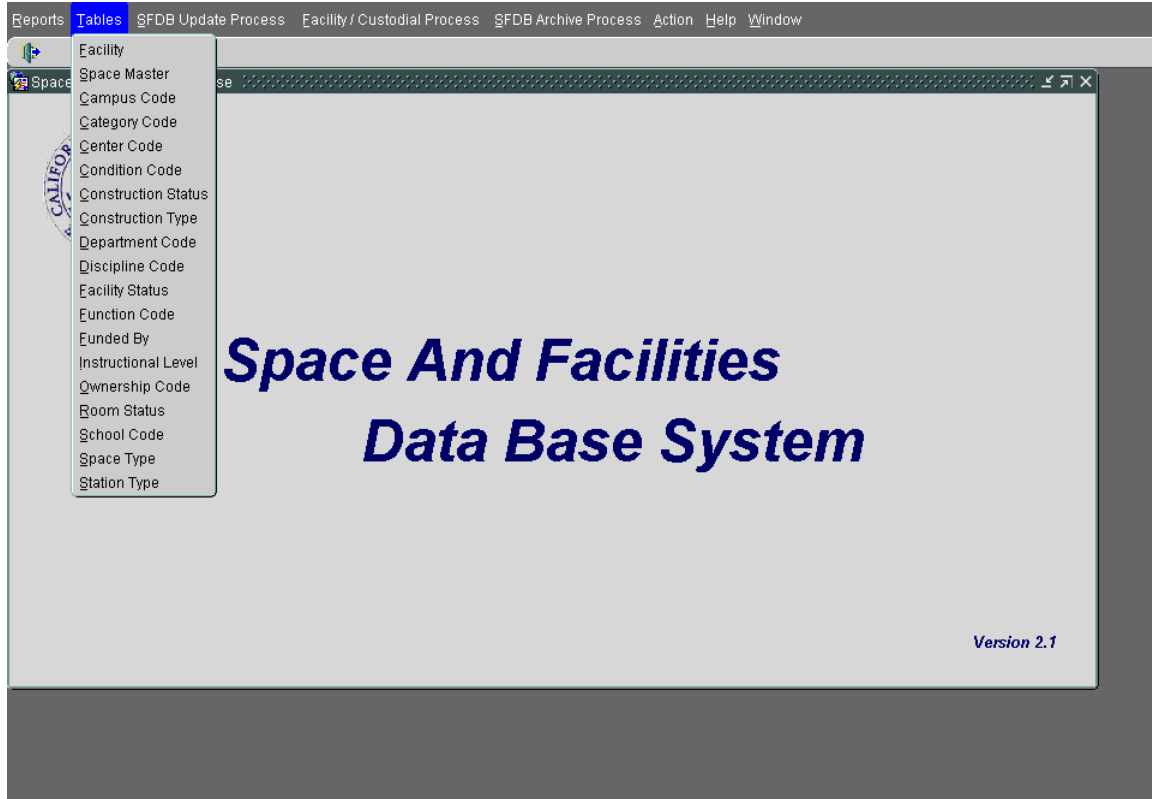 Reports Tables SFDB Update Process Facility / Custodial Process SFDB Archive Process Action Help Window
Space se
Facility
Space Master
Campus Code
Category Code
Center Code
Condition Code
Construction Status
Construction Type
Department Code
Discipline Code
Facility Status
Function Code
Funded By
Instructional Level
Ownership Code
Room Status
School Code
Space Type
Station Type
CALIFOR
Space And Facilities
Data Base System
Version 2.1